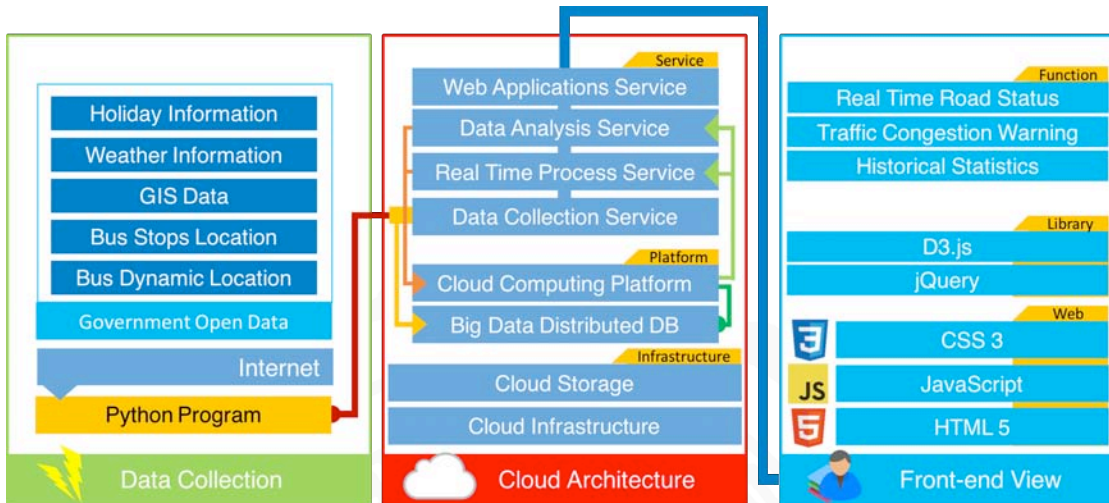 Holiday Information
Weather Information
GIS Data
Bus Stops Location
Bus Dynamic Location
Government Open Data
Internet
Python Program
Data Collection
Service
Web Applications Service
Data Analysis Service
Real Time Process Service
Data Collection Service
Platform
Cloud Computing Platform
Big Data Distributed DB
Infrastructure
Cloud Storage
Cloud Infrastructure
Cloud Architecture
Function
Real Time Road Status
Traffic Congestion Warning
Historical Statistics
Library
D3.js
jQuery
Web
3
CSS 3
JS
JavaScript
5
HTML 5
Front-end View